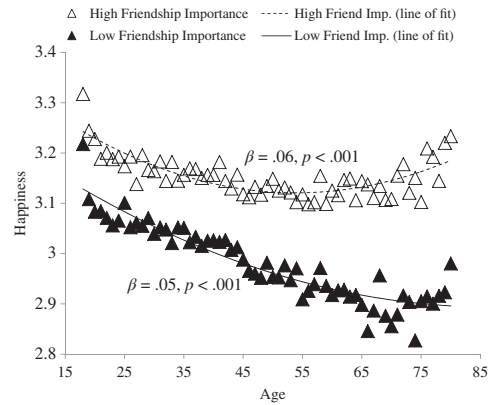 △ High Friendship Importance ----- High Friend Imp. (line of fit)
▲ Low Friendship Importance —— Low Friend Imp. (line of fit)
3.4
3.3
3.2
3.1
3
2.9
2.8
Happiness
β = .06, p < .001
β = .05, p < .001
15 25 35 45 55 65 75 85
Age